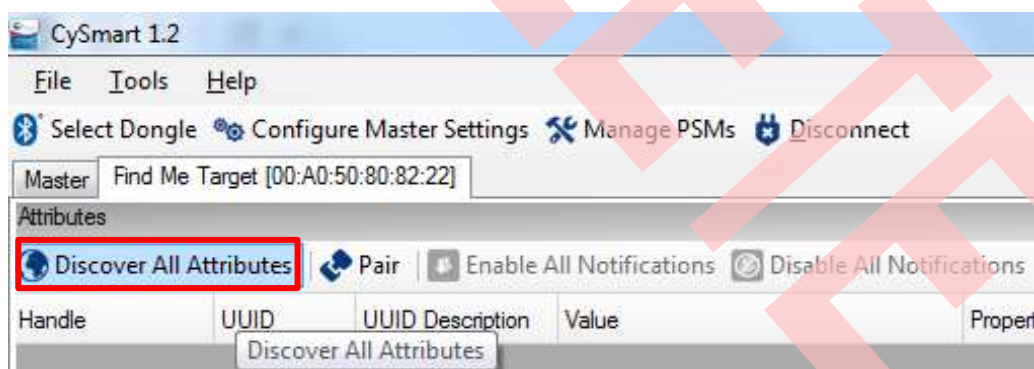 CySmart 1.2
File Tools Help
Select Dongle Configure Master Settings Manage PSMs Disconnect
Master Find Me Target [00:A0:50:80:82:22]
Attributes
Discover All Attributes Pair Enable All Notifications Disable All Notifications
Handle UUID UUID Description Value Propert
Discover All Attributes